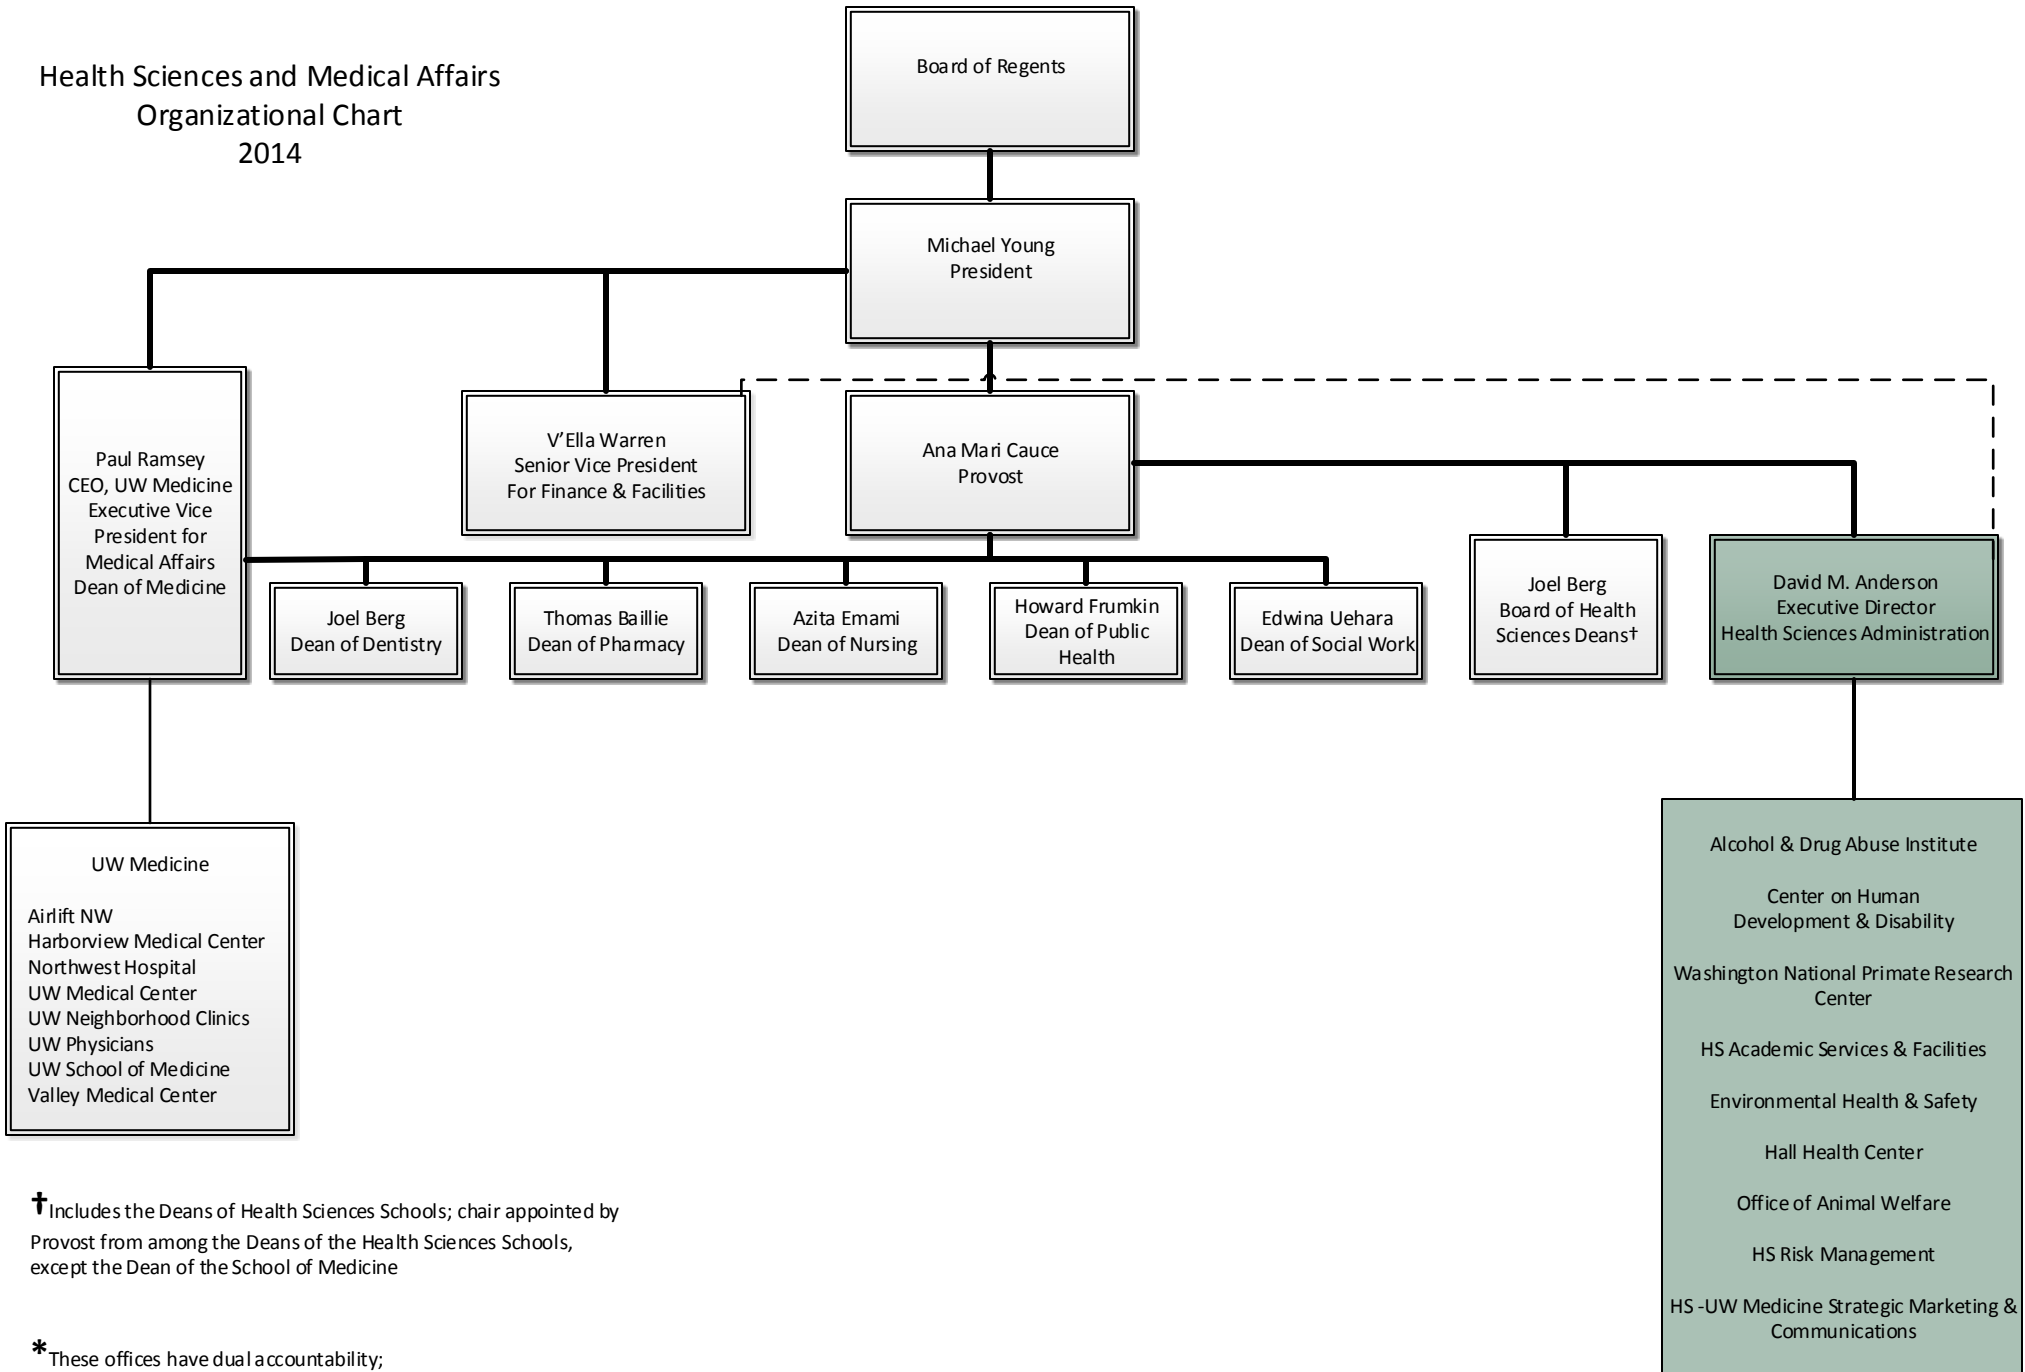 Health Sciences and Medical Affairs
Organizational Chart
2014
Board of Regents
Michael Young
President
Paul Ramsey
CEO, UW Medicine
Executive Vice
President for
Medical Affairs
Dean of Medicine
V’Ella Warren
Senior Vice President
For Finance & Facilities
Ana Mari Cauce
Provost
Joel Berg
Dean of Dentistry
Thomas Baillie
Dean of Pharmacy
Azita Emami
Dean of Nursing
Howard Frumkin
Dean of Public
Health
Edwina Uehara
Dean of Social Work
Joel Berg
Board of Health
Sciences Deans†
David M. Anderson
Executive Director
Health Sciences Administration
UW Medicine
Airlift NW
Harborview Medical Center
Northwest Hospital
UW Medical Center
UW Neighborhood Clinics
UW Physicians
UW School of Medicine
Valley Medical Center
Alcohol & Drug Abuse Institute
Center on Human
Development & Disability
Washington National Primate Research
Center
HS Academic Services & Facilities
Environmental Health & Safety
Hall Health Center
Office of Animal Welfare
HS Risk Management
HS -UW Medicine Strategic Marketing &
Communications
†Includes the Deans of Health Sciences Schools; chair appointed by
Provost from among the Deans of the Health Sciences Schools,
except the Dean of the School of Medicine
*These offices have dual accountability;